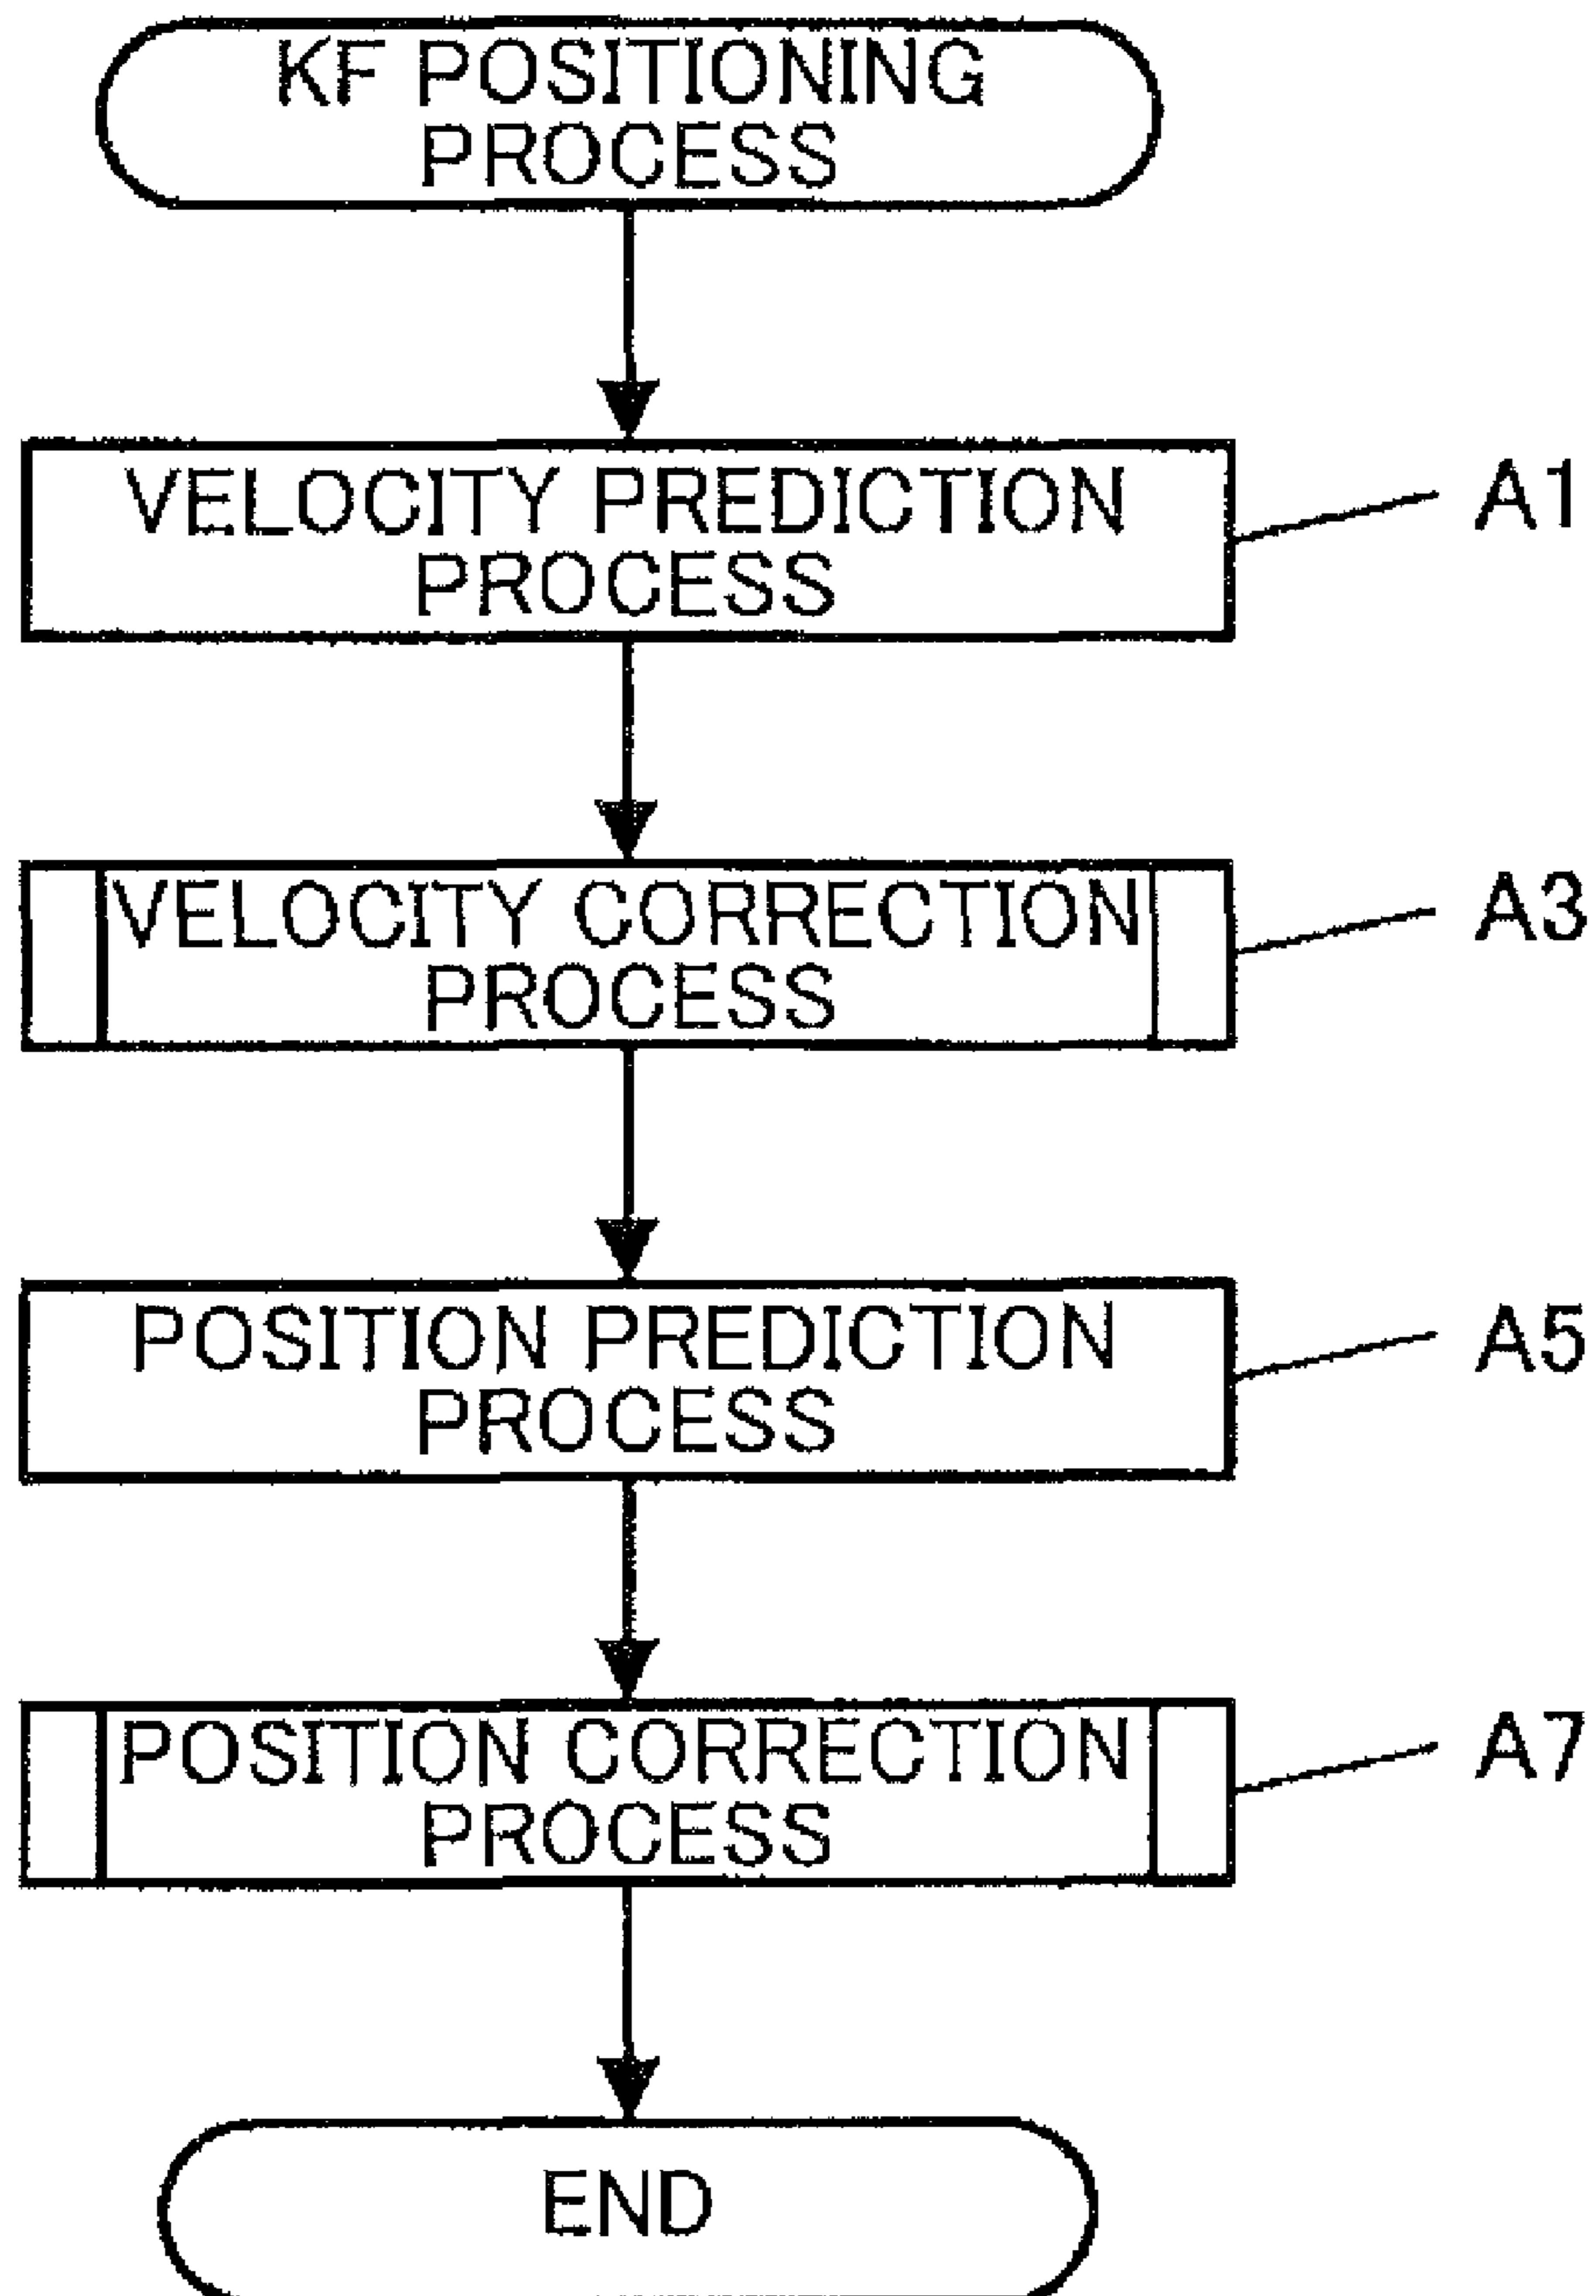 KF POSITIONING
PROCESS
VELOCITY PREDICTION
PROCESS
A1
VELOCITY CORRECTION
PROCESS
A3
POSITION PREDICTION
PROCESS
A5
POSITION CORRECTION
PROCESS
A7
END